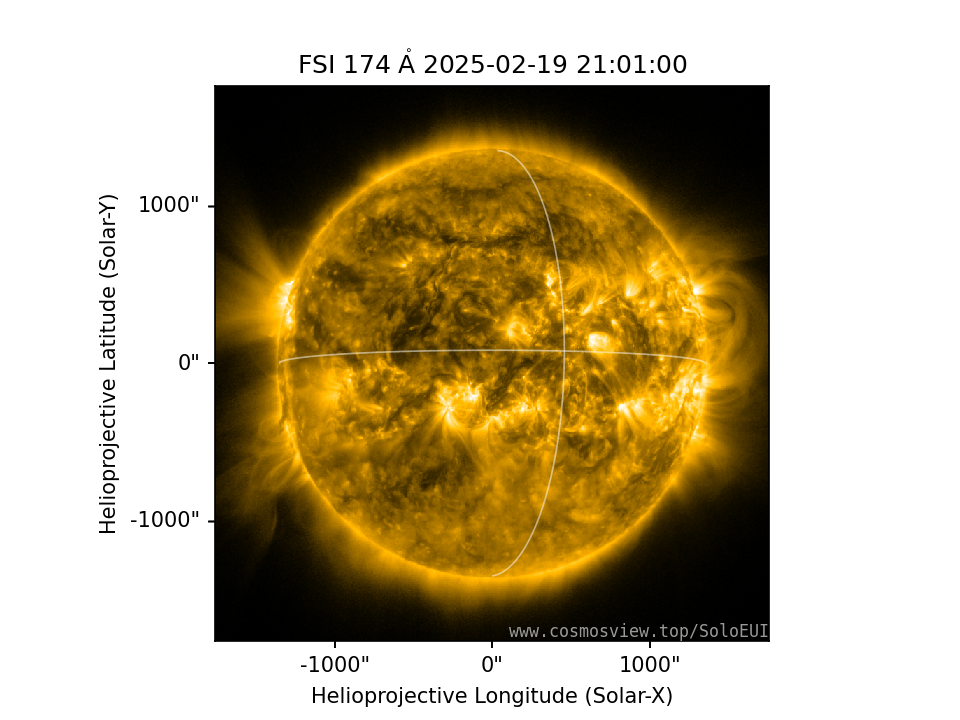 FSI 174 Å 2025-02-19 21:01:00
Helioprojective Latitude (Solar-Y)
1000"
0"
-1000"
www.cosmosview.top/SoloEUI
-1000" 0" 1000"
Helioprojective Longitude (Solar-X)